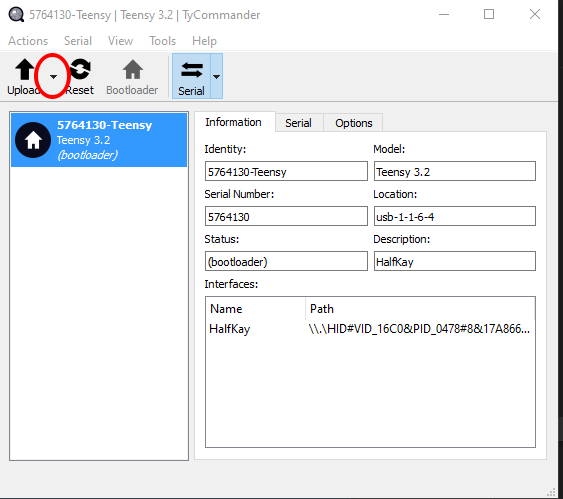 5764130-Teensy | Teensy 3.2 | TyCommander
Actions Serial View Tools Help
Upload Reset Bootloader Serial
5764130-Teensy
Teensy 3.2
(bootloader)
Information Serial Options
Identity: Model:
5764130-Teensy Teensy 3.2
Serial Number: Location:
5764130 usb-1-1-6-4
Status: Description:
(bootloader) HalfKay
Interfaces:
Name Path
HalfKay \\.\HID#VID_16C0&PID_0478#8&17A866...